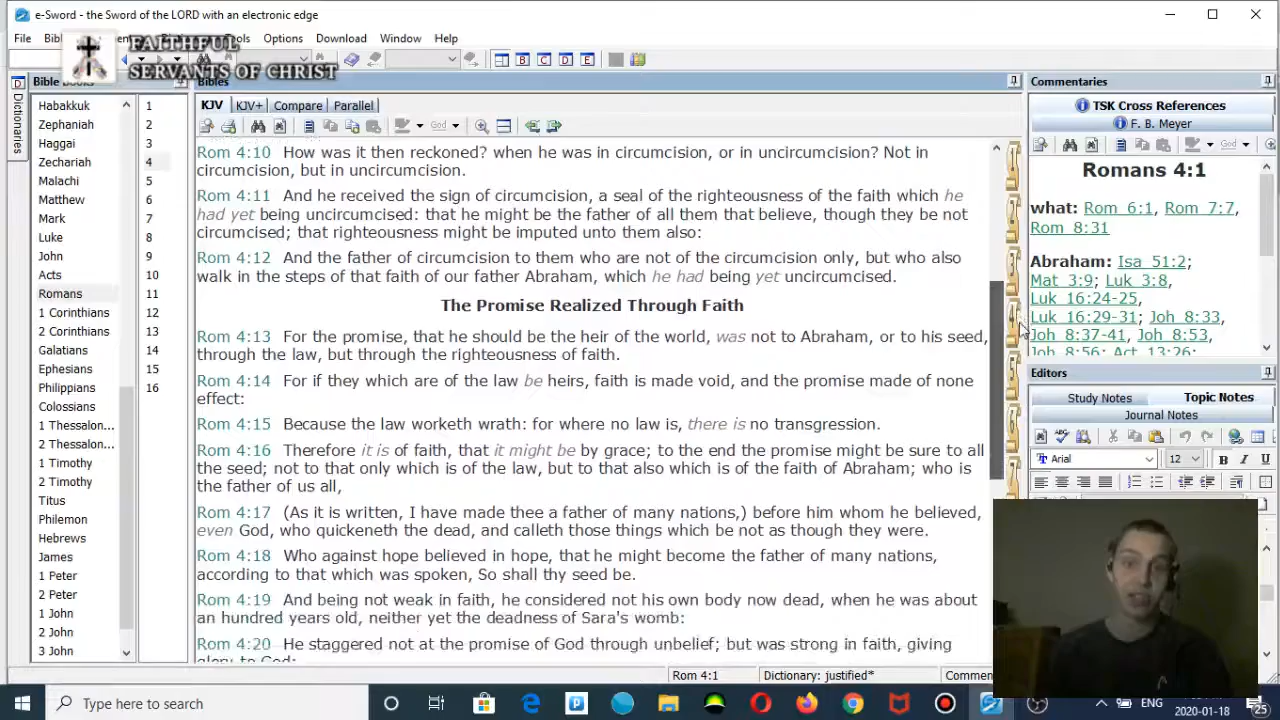 e-Sword - the Sword of the LORD with an electronic edge
File
Options
Download
Window
Help
FAITHFUL
SERVANTS OF CHRIST
Dictionaries
Bibles
Habakkuk
Zephaniah
Haggai
Zechariah
Malachi
Matthew
Mark
Luke
John
Acts
Romans
1 Corinthians
2 Corinthians
Galatians
Ephesians
Philippians
Colossians
1 Thessalon...
2 Thessalon...
1 Timothy
2 Timothy
Titus
Philemon
Hebrews
James
1 Peter
2 Peter
1 John
2 John
3 John
1
2
3
4
5
6
7
8
9
10
11
12
13
14
15
16
KJV KJV+ Compare Parallel
Rom 4:10 How was it then reckoned? when he was in circumcision, or in uncircumcision? Not in
circumcision, but in uncircumcision.
Rom 4:11 And he received the sign of circumcision, a seal of the righteousness of the faith which he
had yet being uncircumcised: that he might be the father of all them that believe, though they be not
circumcised; that righteousness might be imputed unto them also:
Rom 4:12 And the father of circumcision to them who are not of the circumcision only, but who also
walk in the steps of that faith of our father Abraham, which he had being yet uncircumcised.
The Promise Realized Through Faith
Rom 4:13 For the promise, that he should be the heir of the world, was not to Abraham, or to his seed,
through the law, but through the righteousness of faith.
Rom 4:14 For if they which are of the law be heirs, faith is made void, and the promise made of none
effect:
Rom 4:15 Because the law worketh wrath: for where no law is, there is no transgression.
Rom 4:16 Therefore it is of faith, that it might be by grace; to the end the promise might be sure to all
the seed; not to that only which is of the law, but to that also which is of the faith of Abraham; who is
the father of us all,
Rom 4:17 (As it is written, I have made thee a father of many nations,) before him whom he believed,
even God, who quickeneth the dead, and calleth those things which be not as though they were.
Rom 4:18 Who against hope believed in hope, that he might become the father of many nations,
according to that which was spoken, So shall thy seed be.
Rom 4:19 And being not weak in faith, he considered not his own body now dead, when he was about
an hundred years old, neither yet the deadness of Sara's womb:
Rom 4:20 He staggered not at the promise of God through unbelief; but was strong in faith, giving
glory to God:
1
2
3
4
5
6
7
Commentaries
TSK Cross References
F. B. Meyer
Romans 4:1
what: Rom 6:1, Rom 7:7,
Rom 8:31
Abraham: Isa 51:2;
Mat 3:9; Luk 3:8,
Luk 16:24-25,
Luk 16:29-31; Joh 8:33,
Joh 8:37-41, Joh 8:53,
Joh 8:56; Act 13:26;
Editors
Study Notes Topic Notes
Journal Notes
Arial 12 B I U
Rom 4:1 Dictionary: justified* Commen
Type here to search
ENG
2020-01-18
25